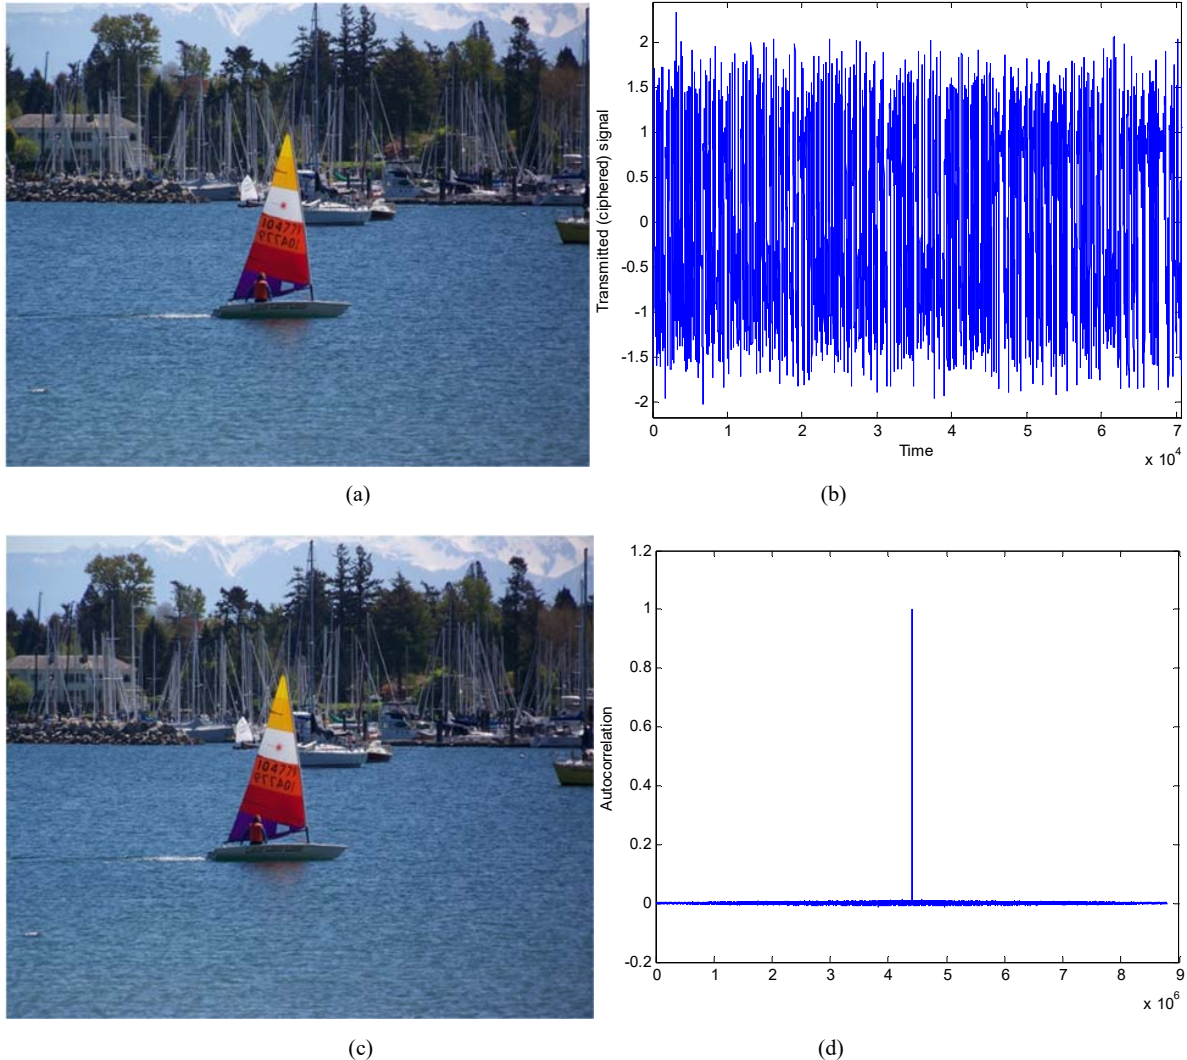 104779
104779
(a)
Transmitted (ciphered) signal
2
1.5
1
0.5
0
-0.5
-1
-1.5
-2
0 1 2 3 4 5 6 7
Time
x 10^4
(b)
104779
104779
(c)
Autocorrelation
1.2
1
0.8
0.6
0.4
0.2
0
-0.2
0 1 2 3 4 5 6 7 8 9
x 10^6
(d)